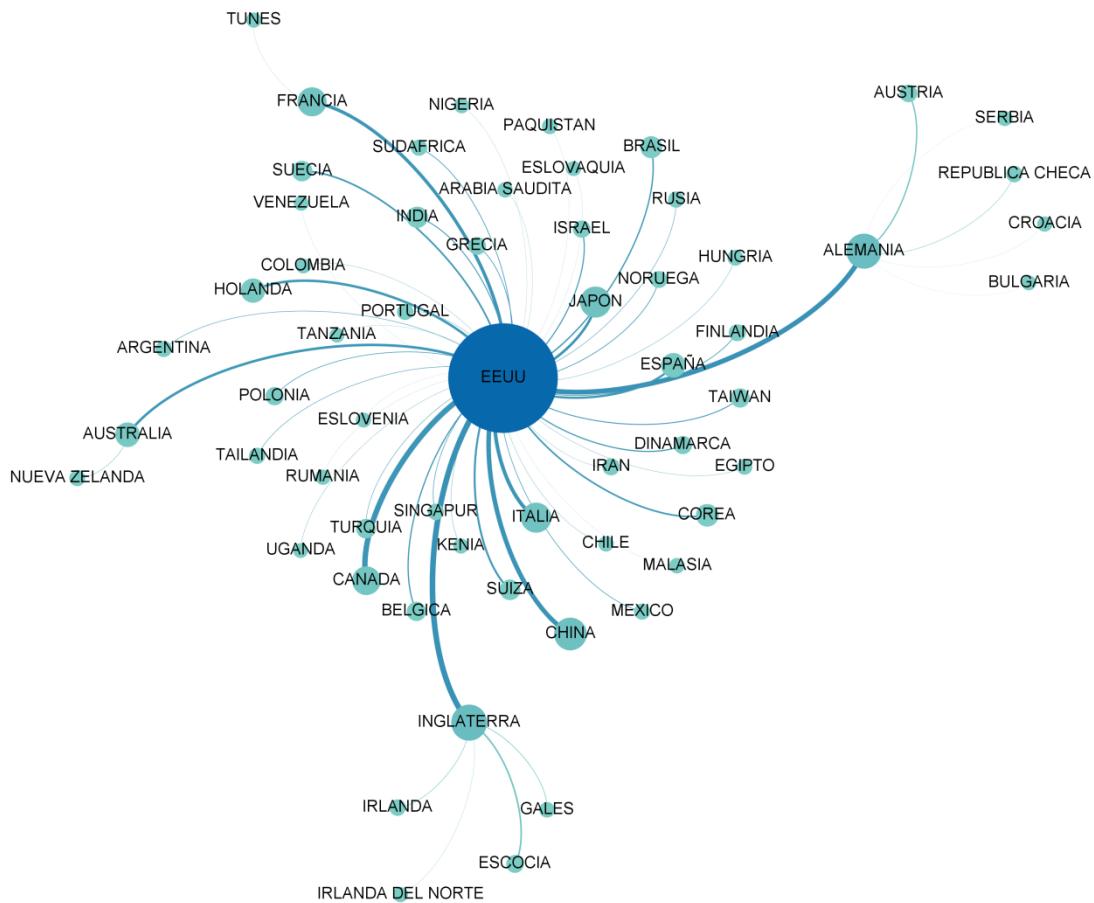 TUNES
FRANCIA
NIGERIA
AUSTRIA
SERBIA
PAQUISTAN
SUDAFRICA
BRASIL
SUECIA
ESLOVAQUIA
REPUBLICA CHECA
ARABIA SAUDITA
VENEZUELA
RUSIA
INDIA
ISRAEL
CROACIA
GRECIA
ALEMANIA
HUNGRIA
COLOMBIA
NORUEGA
BULGARIA
HOLANDA
JAPON
PORTUGAL
TANZANIA
FINLANDIA
ARGENTINA
ESPAÑA
EEUU
POLONIA
TAIWAN
ESLOVENIA
AUSTRALIA
DINAMARCA
TAILANDIA
IRAN
EGIPTO
NUEVA ZELANDA
RUMANIA
SINGAPUR
ITALIA
COREA
TURQUIA
KENIA
CHILE
UGANDA
MALASIA
CANADA
SUIZA
BELGICA
MEXICO
CHINA
INGLATERRA
IRLANDA
GALES
ESCOCIA
IRLANDA DEL NORTE